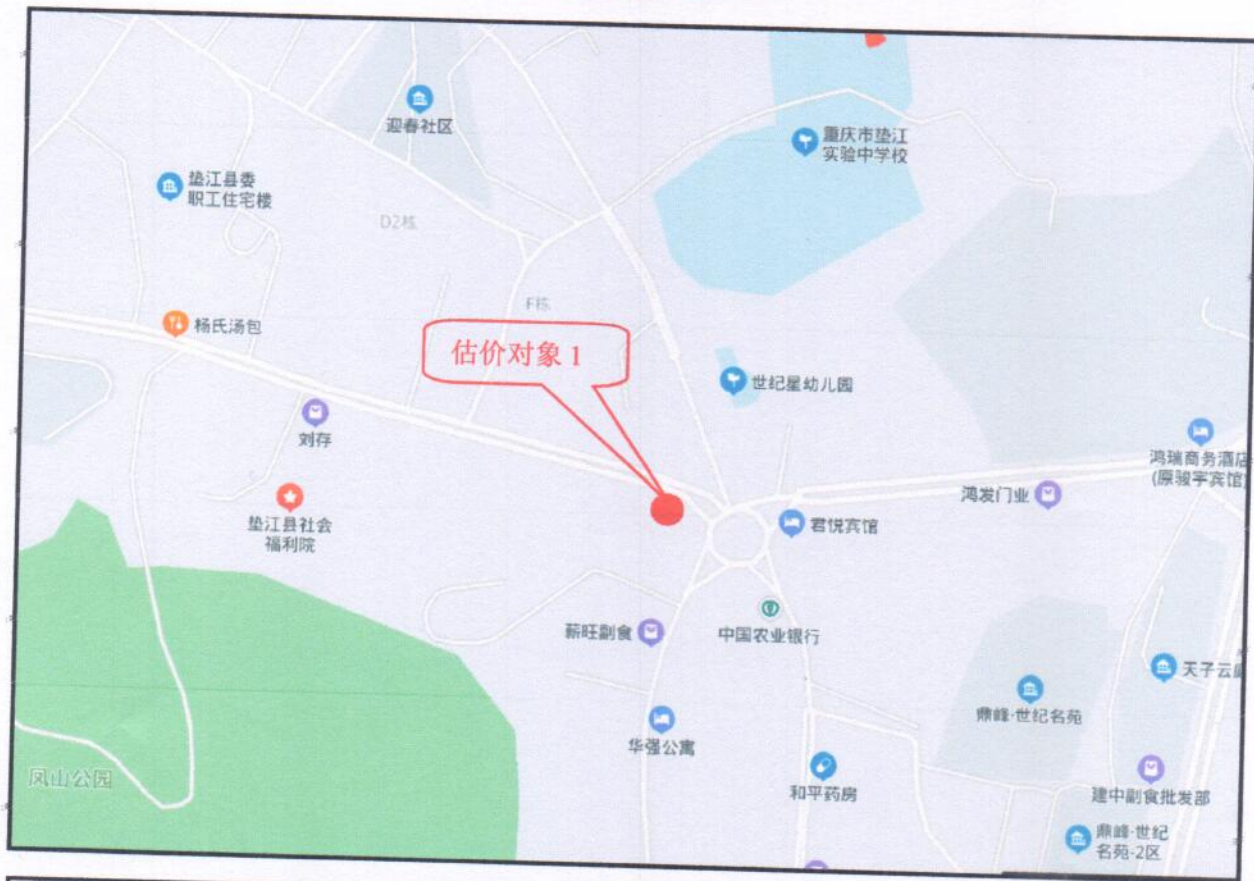 迎春社区
重庆市垫江
实验中学校
垫江县委
职工住宅楼
D2栋
F栋
杨氏汤包
估价对象1
世纪星幼儿园
刘存
鸿瑞商务酒店
(原骏宇宾馆)
鸿发门业
垫江县社会
福利院
君悦宾馆
薪旺副食
中国农业银行
天子云
鼎峰·世纪名苑
华强公寓
凤山公园
和平药房
建中副食批发部
鼎峰·世纪
名苑-2区